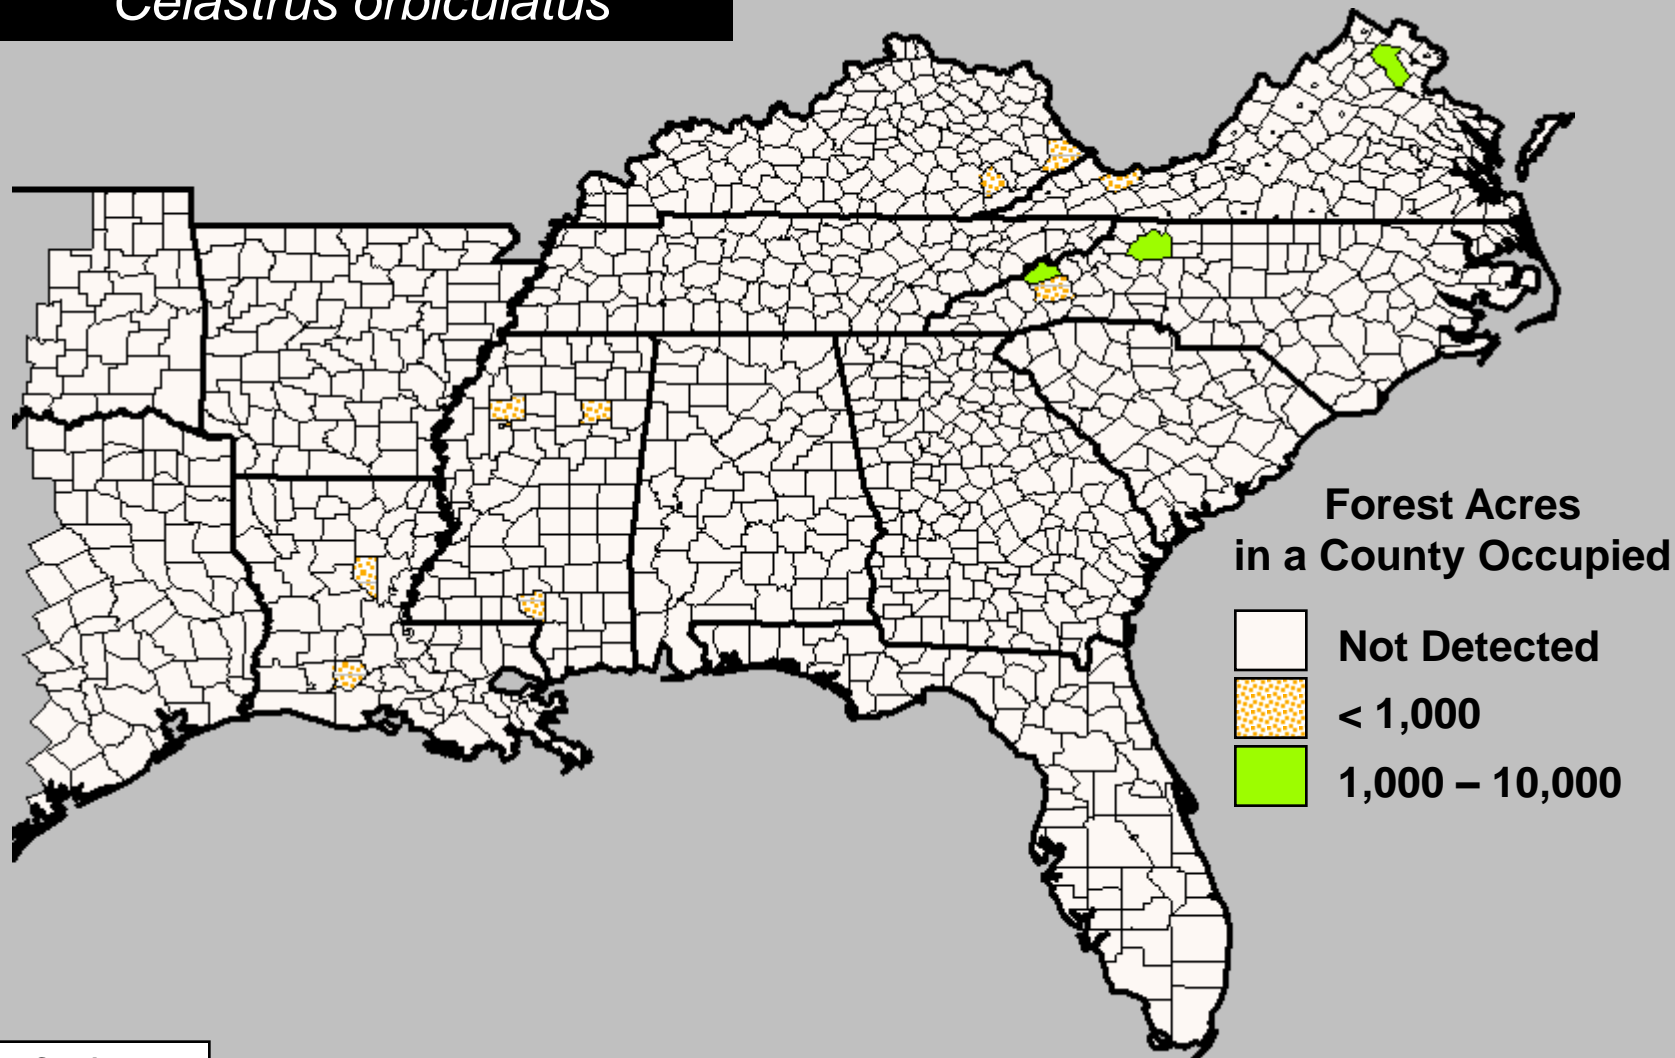 Celastrus orbiculatus
Forest Acres
in a County Occupied
Not Detected
< 1,000
1,000 – 10,000